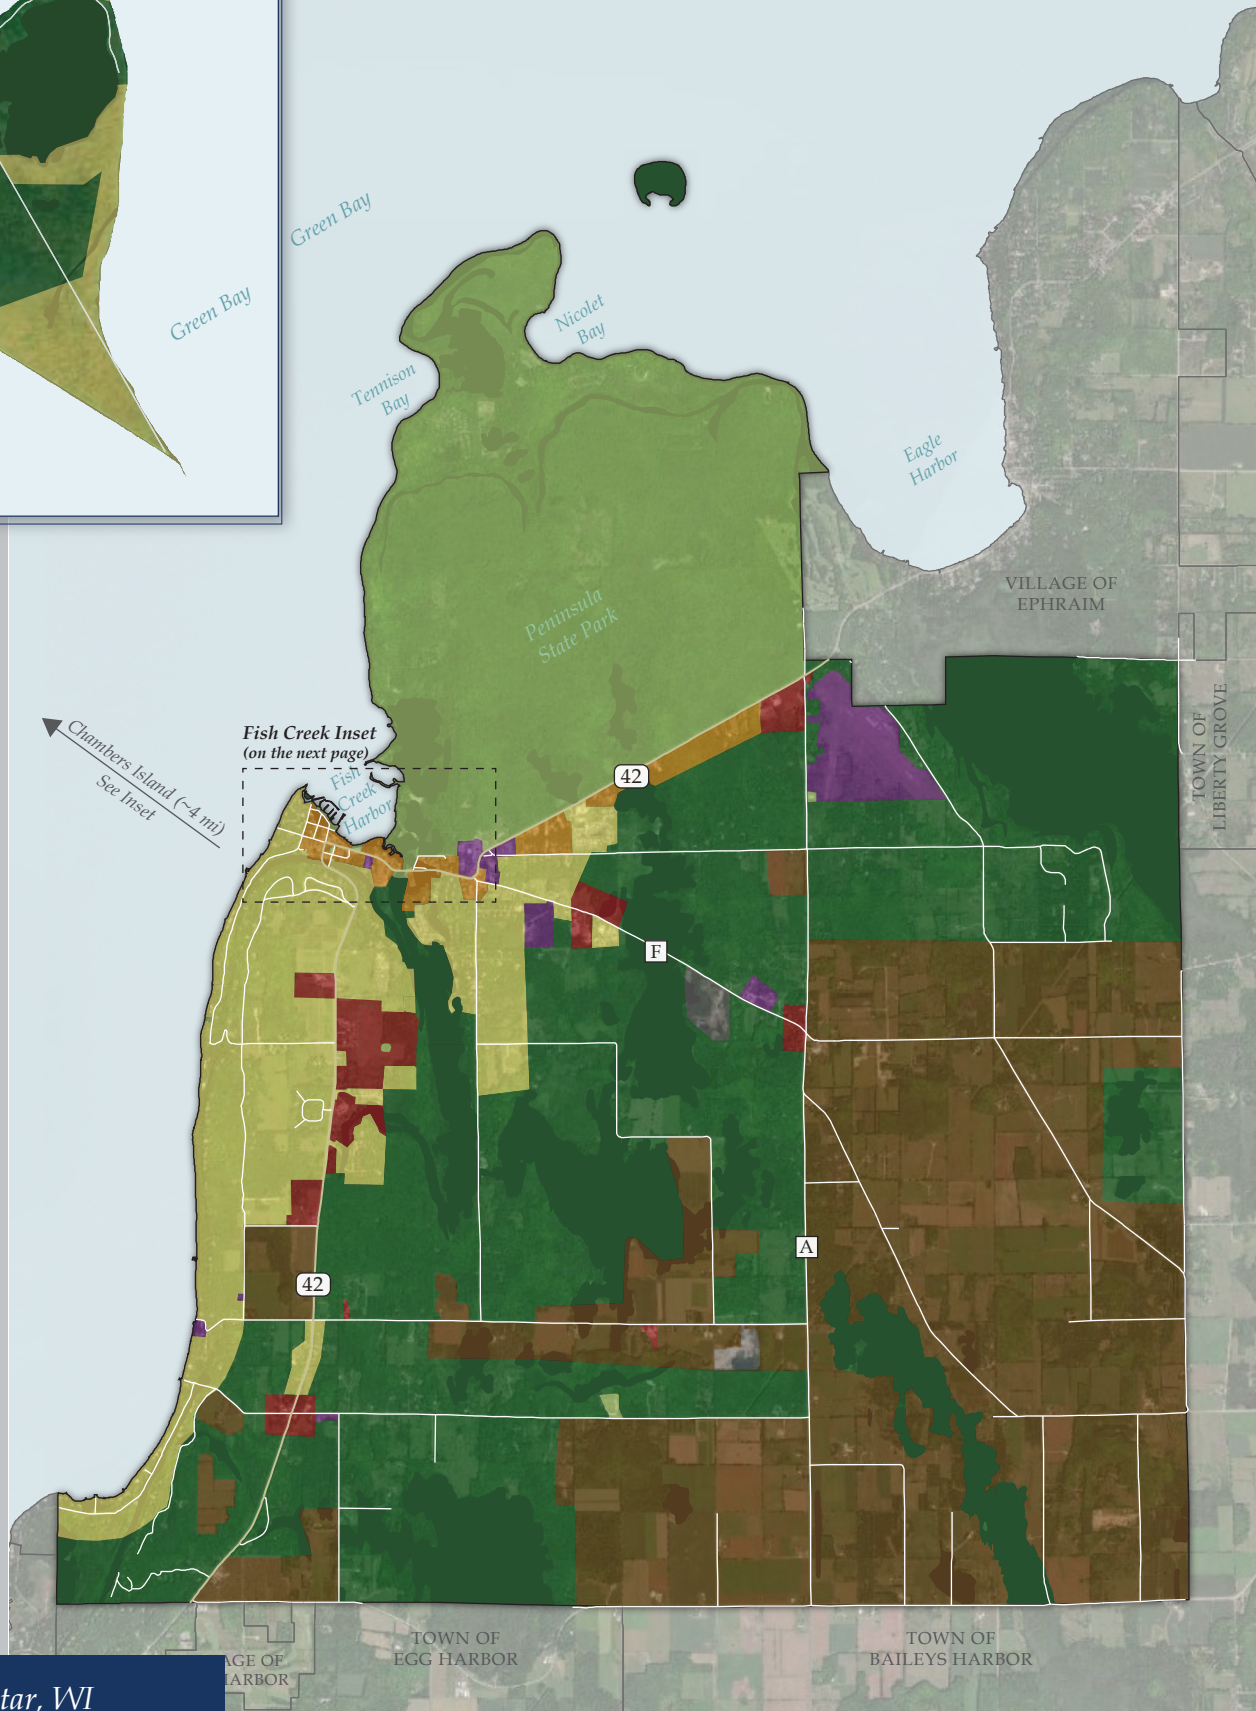 Green Bay
Green Bay
Nicolet
Bay
Tennison
Bay
Eagle
Harbor
VILLAGE OF
EPHRAIM
Peninsula
State Park
TOWN OF
LIBERTY GROVE
Fish Creek Inset
(on the next page)
Chambers Island (~4 mi)
See Inset
Fish
Creek
Harbor
42
F
A
42
TOWN OF
EGG HARBOR
TOWN OF
BAILEYS HARBOR
AGE OF
HARBOR
tar, WI